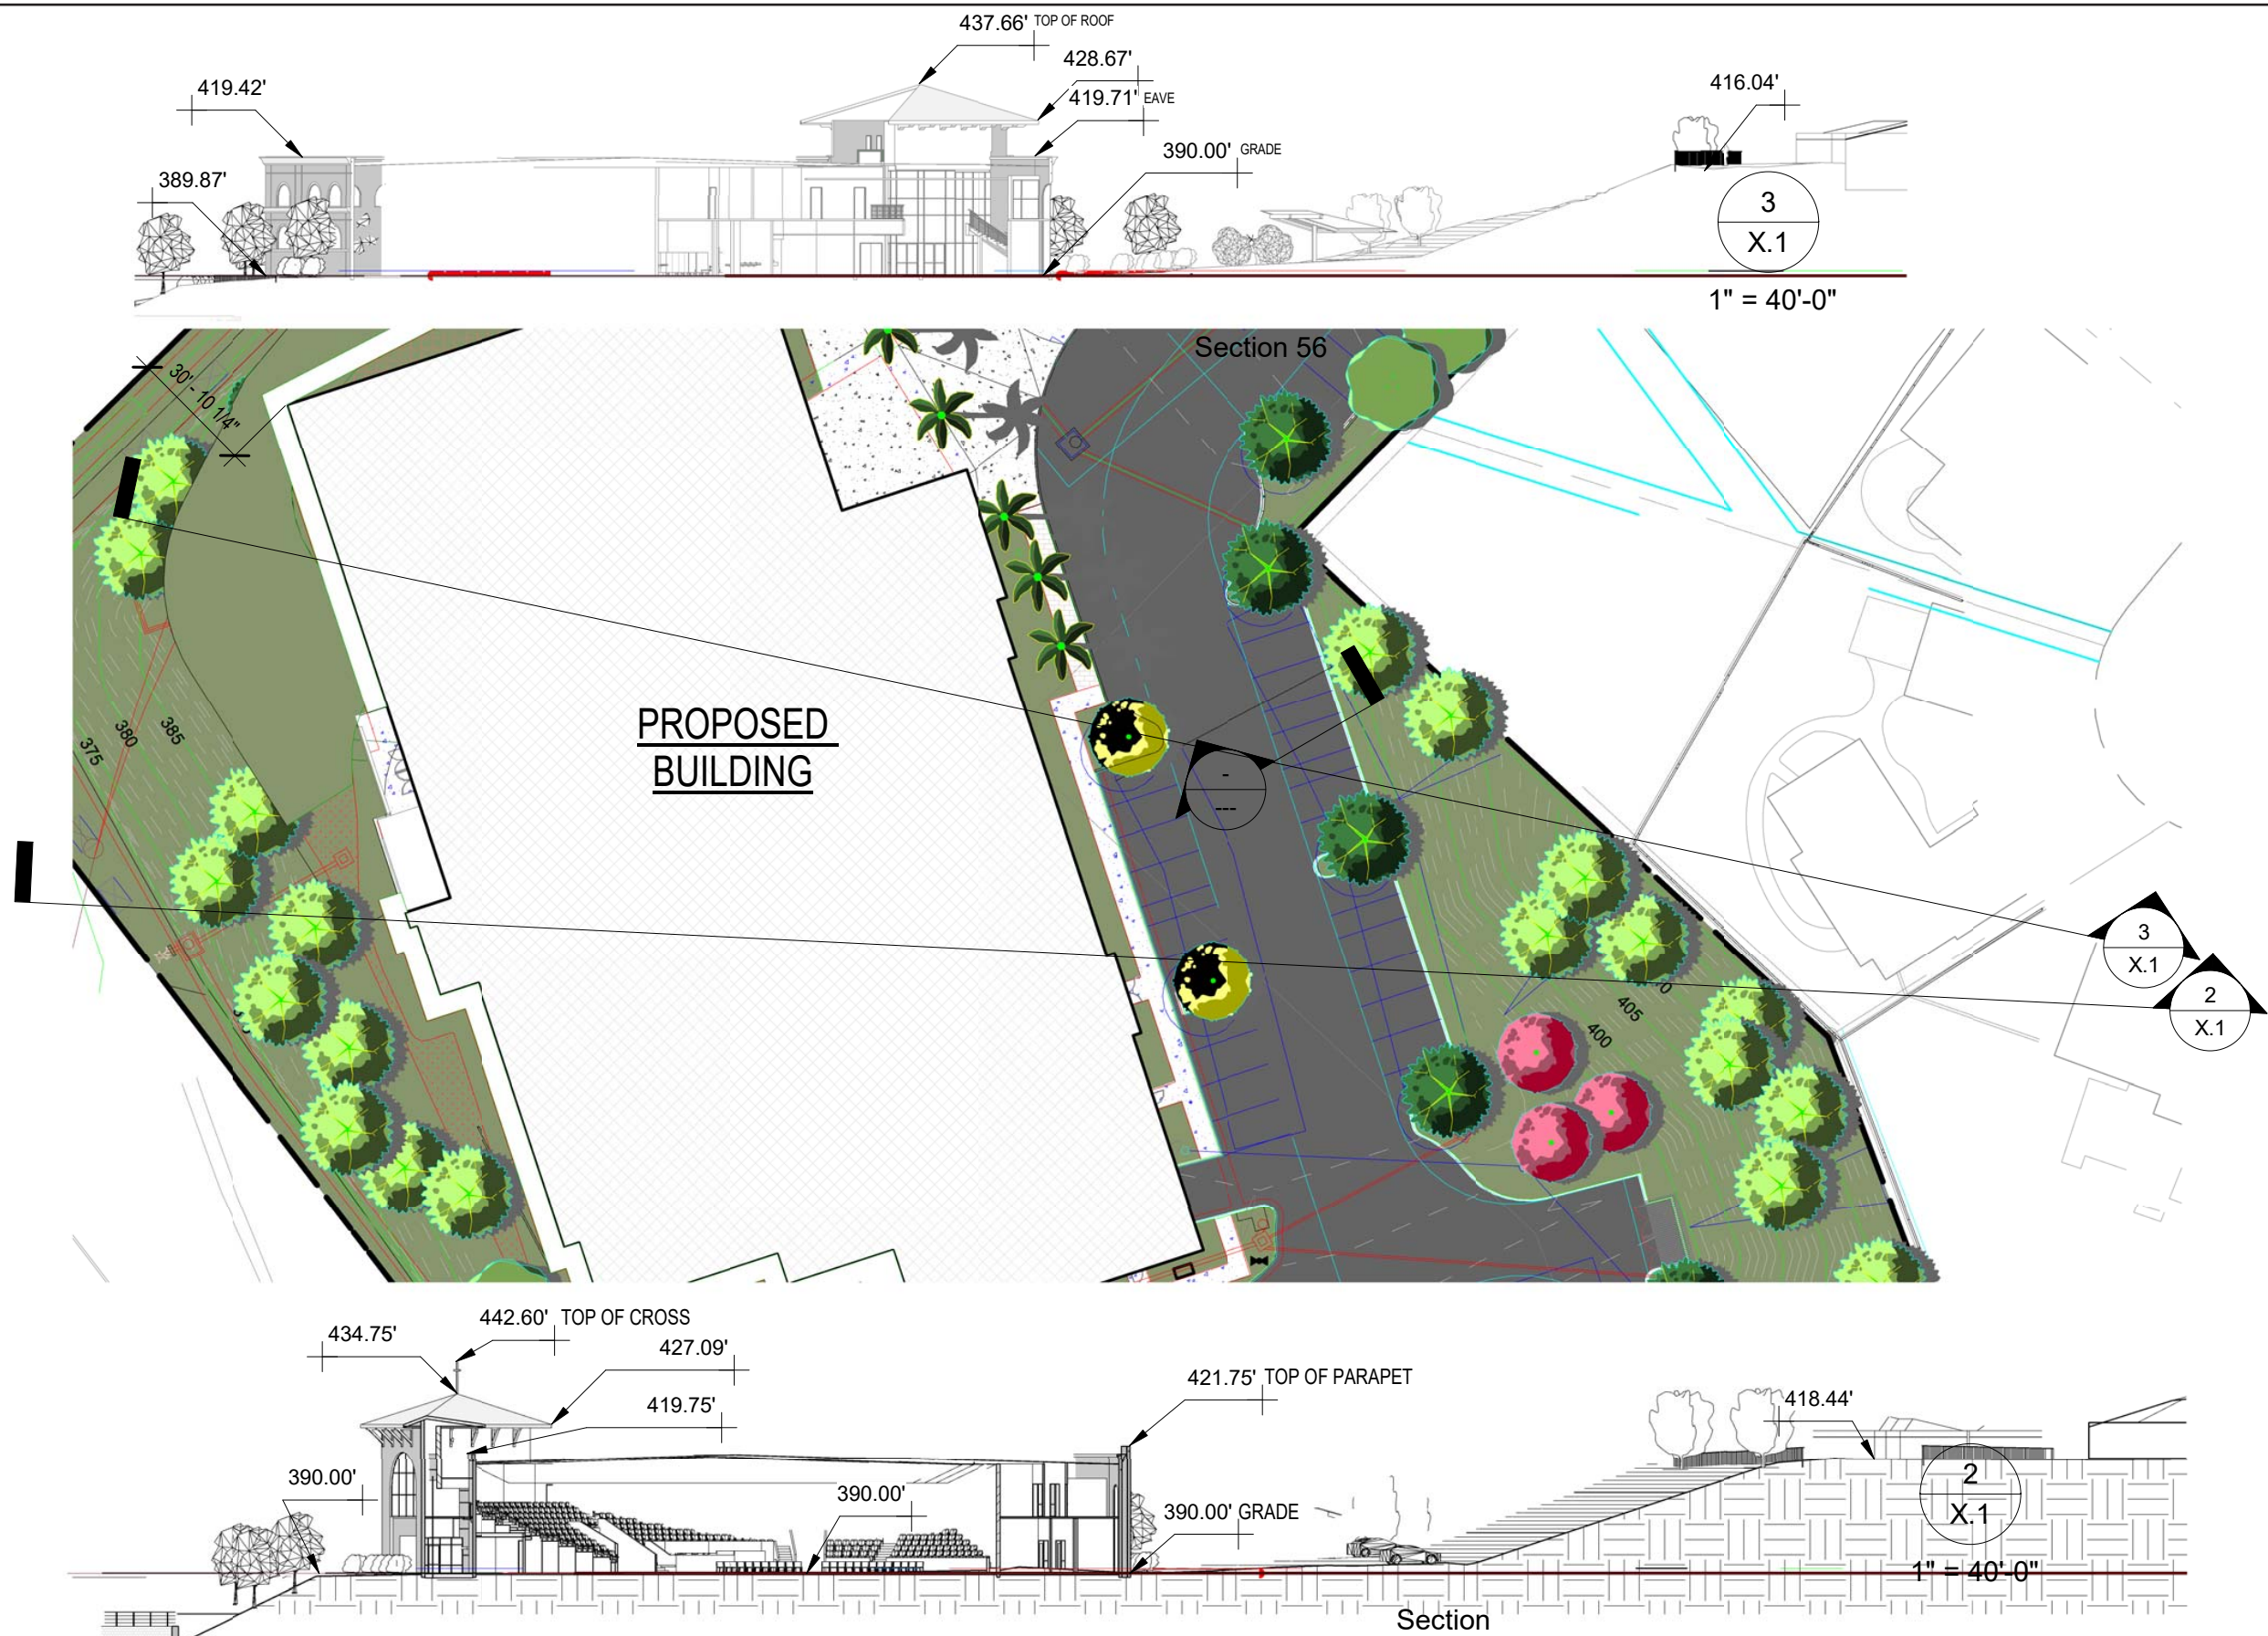 437.66' TOP OF ROOF
428.67'
419.42'
419.71' EAVE
416.04'
390.00' GRADE
389.87'
3
X.1
1" = 40'-0"
Section 56
30'- 10 1/4"
385
380
375
PROPOSED
BUILDING
-
---
3
X.1
2
X.1
405
400
442.60' TOP OF CROSS
434.75'
427.09'
421.75' TOP OF PARAPET
419.75'
418.44'
390.00'
390.00'
390.00' GRADE
2
X.1
1" = 40'-0"
Section